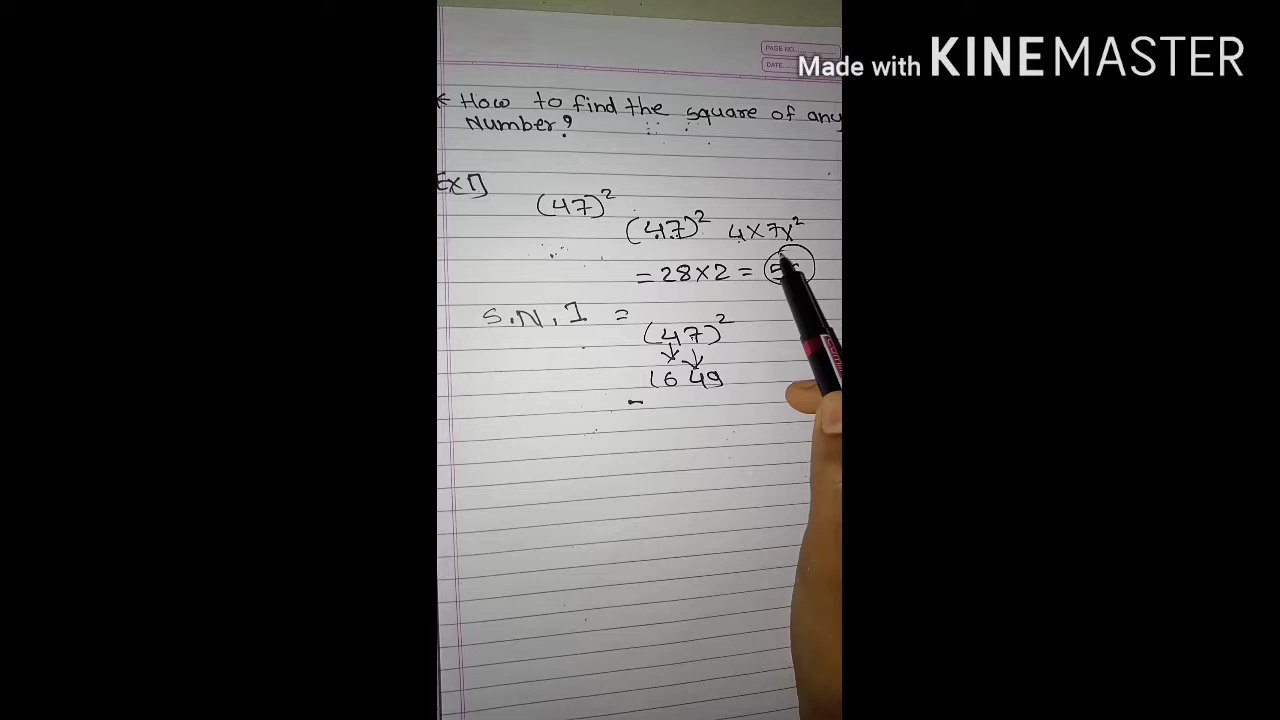 Made with KINEMASTER
PAGE NO.
DATE
How to find the square of any
Number?
Ex 1]
(47)²
(47)² 4×7×²
=28×2=
S.N. 1 =
(47)²
16 49